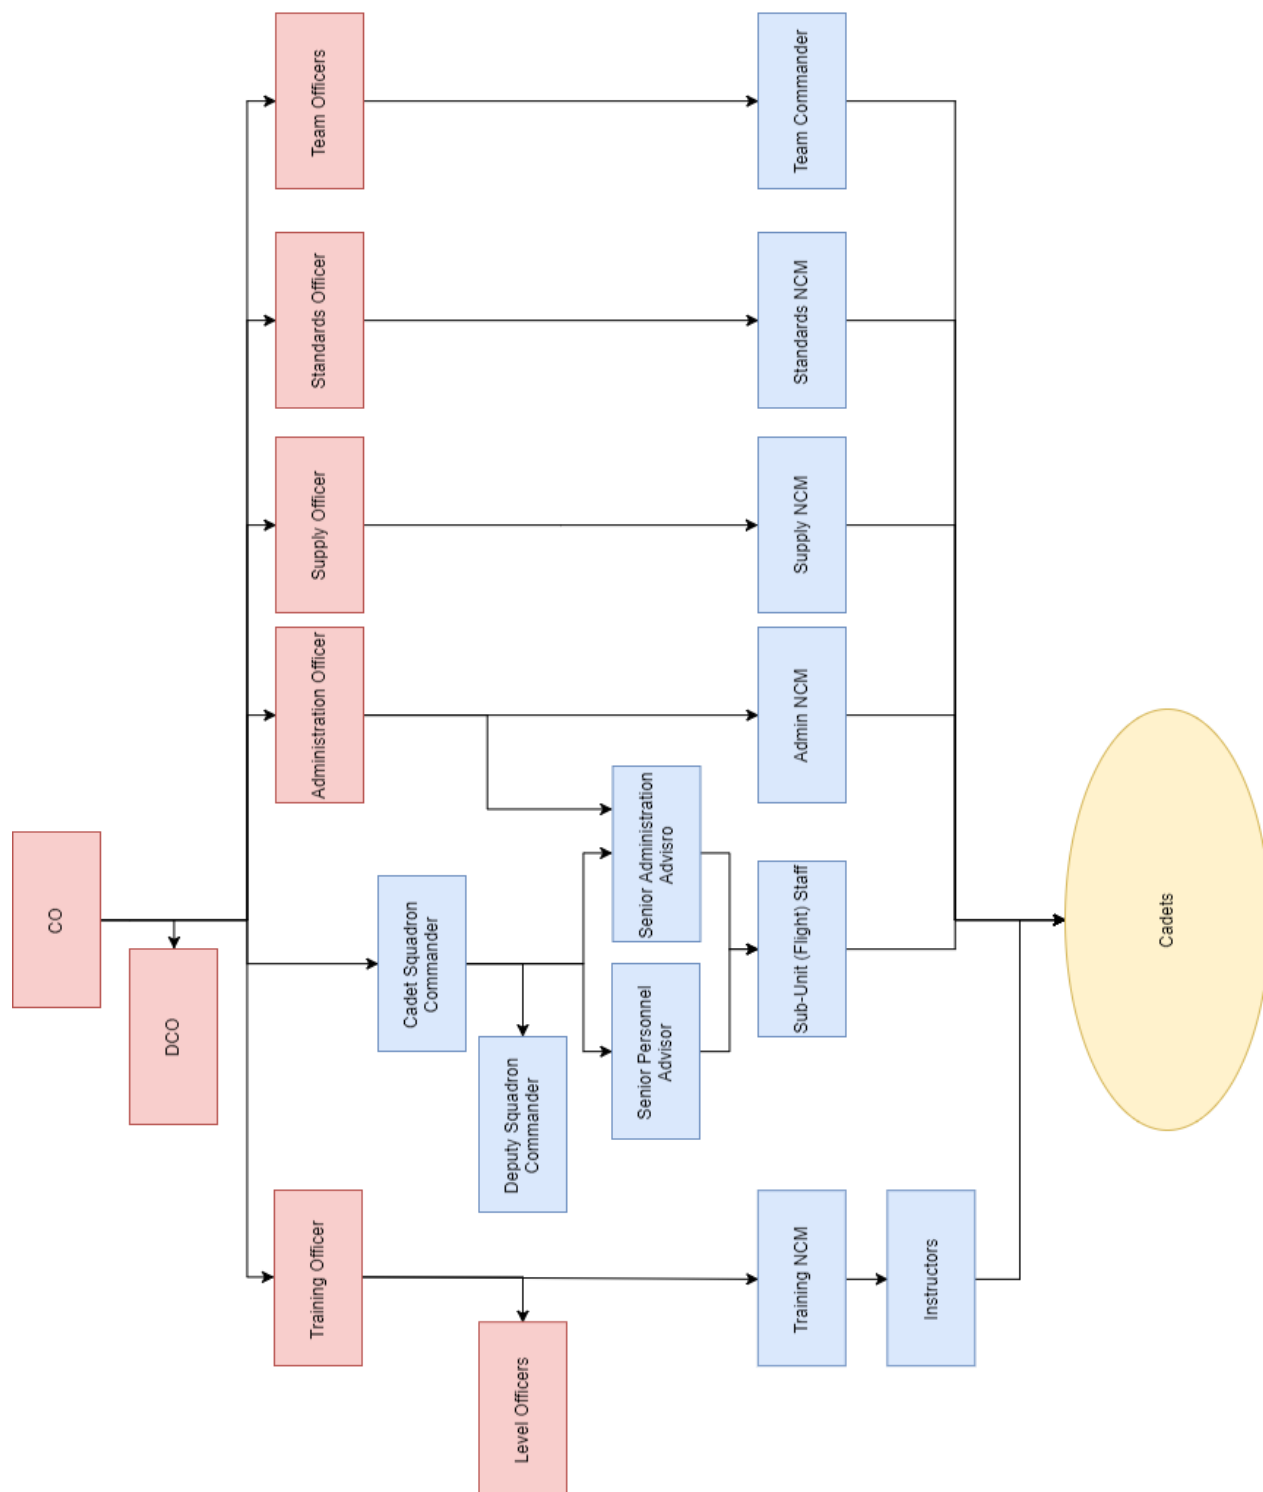 CO
DCO
Training Officer
Administration Officer
Supply Officer
Standards Officer
Team Officers
Cadet Squadron
Commander
Deputy Squadron
Commander
Level Officers
Senior Personnel
Advisor
Senior Administration
Advisro
Training NCM
Sub-Unit (Flight) Staff
Admin NCM
Supply NCM
Standards NCM
Team Commander
Instructors
Cadets